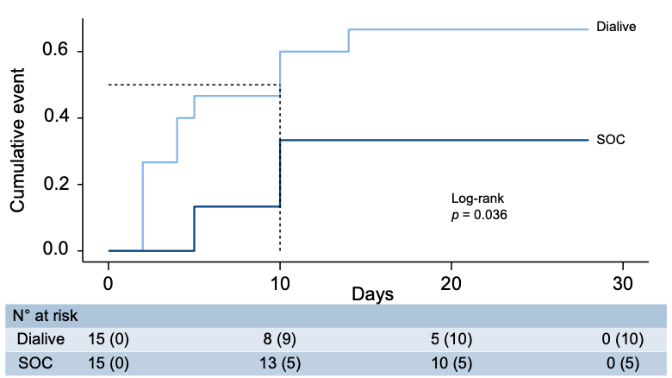 Cumulative event
0.6
0.4
0.2
0.0
Dialive
SOC
Log-rank
p = 0.036
0 10 20 30
Days
N° at risk
Dialive 15 (0) 8 (9) 5 (10) 0 (10)
SOC 15 (0) 13 (5) 10 (5) 0 (5)